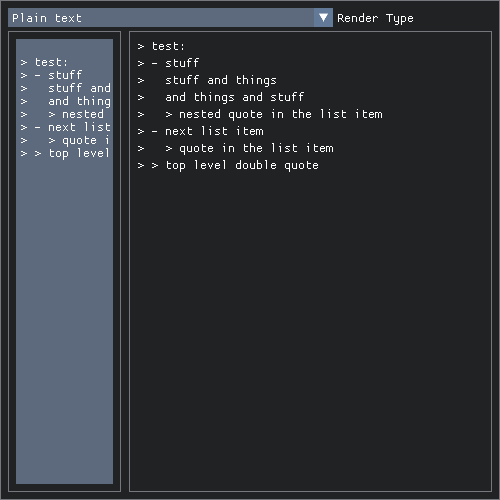 Plain text ▼ Render Type
> test:
> - stuff
>   stuff and
>   and thing
>   > nested
> - next list
>   > quote i
> > top level
> test:
> - stuff
>   stuff and things
>   and things and stuff
>   > nested quote in the list item
> - next list item
>   > quote in the list item
> > top level double quote